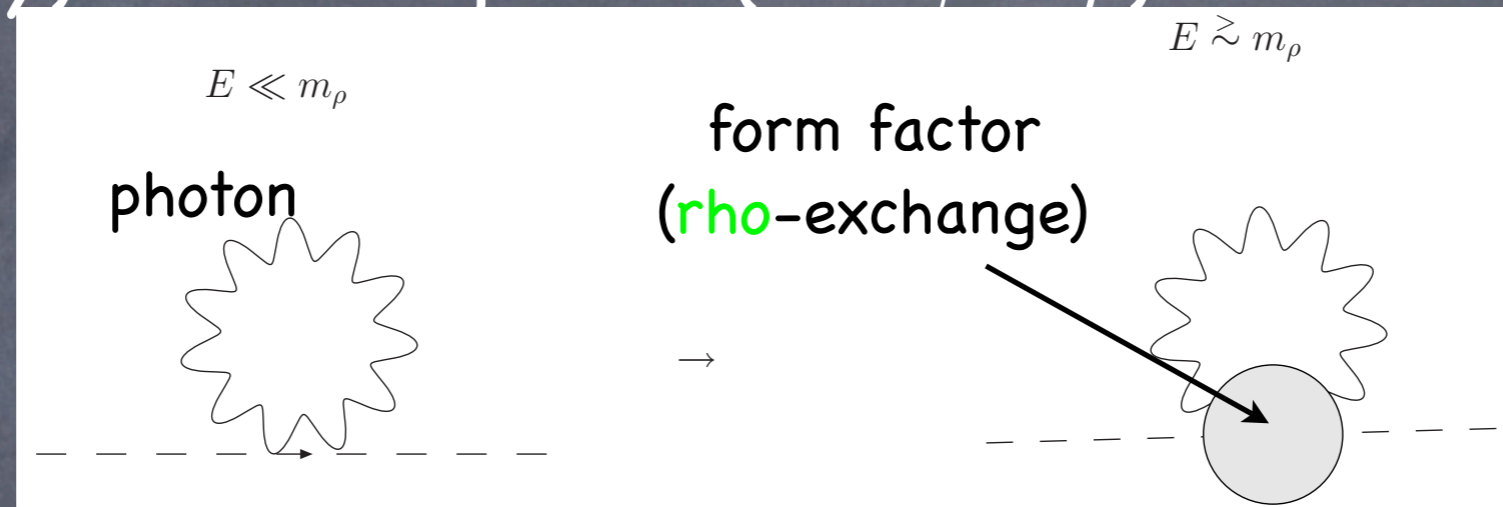 E ≪ m_ρ
E ≳ m_ρ
photon
form factor
(rho-exchange)
→